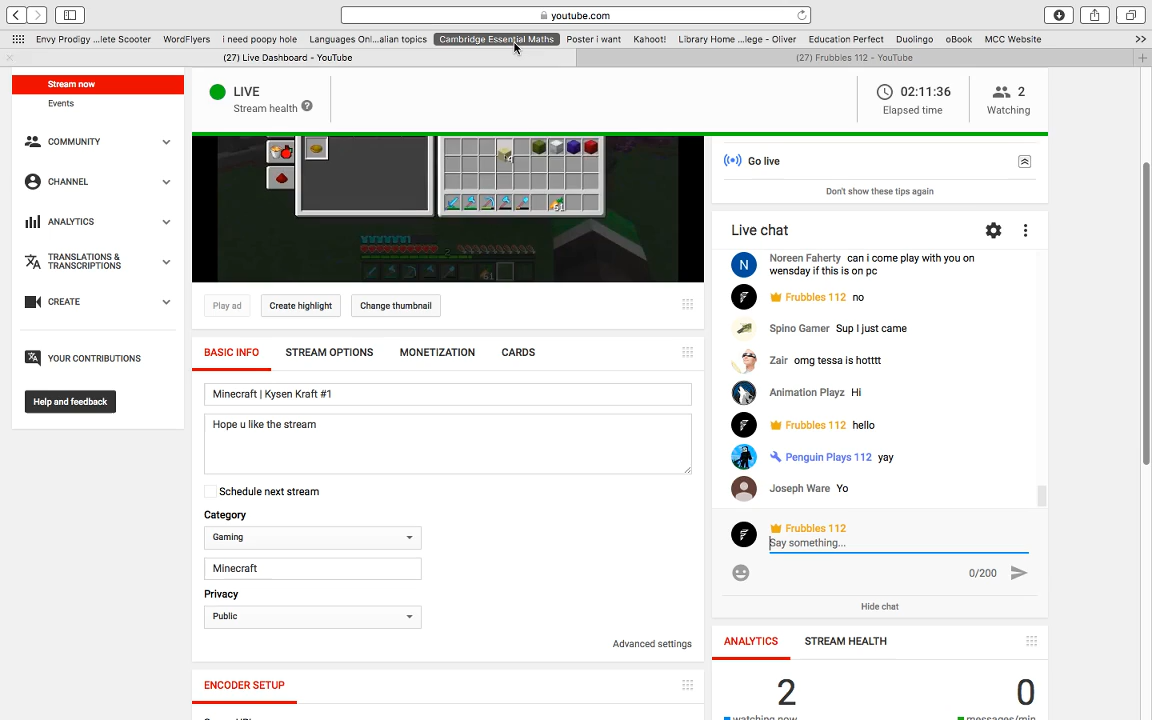 youtube.com
Envy Prodigy ...lete Scooter WordFlyers i need poopy hole Languages Onl...alian topics Cambridge Essential Maths Poster i want Kahoot! Library Home ...lege - Oliver Education Perfect Duolingo oBook MCC Website >>
(27) Live Dashboard - YouTube (27) Frubbles 112 - YouTube
Stream now
Events
COMMUNITY
CHANNEL
ANALYTICS
TRANSLATIONS &
TRANSCRIPTIONS
CREATE
YOUR CONTRIBUTIONS
Help and feedback
LIVE
Stream health ?
02:11:36
Elapsed time
2
Watching
61
Play ad Create highlight Change thumbnail
BASIC INFO STREAM OPTIONS MONETIZATION CARDS
Minecraft | Kysen Kraft #1
Hope u like the stream
Schedule next stream
Category
Gaming
Minecraft
Privacy
Public
Advanced settings
ENCODER SETUP
Go live
Don't show these tips again
Live chat
N Noreen Faherty can i come play with you on
wensday if this is on pc
Frubbles 112 no
Spino Gamer Sup I just came
Zair omg tessa is hotttt
Animation Playz Hi
Frubbles 112 hello
Penguin Plays 112 yay
Joseph Ware Yo
Frubbles 112
Say something...
0/200
Hide chat
ANALYTICS STREAM HEALTH
2 0
watching now messages/min